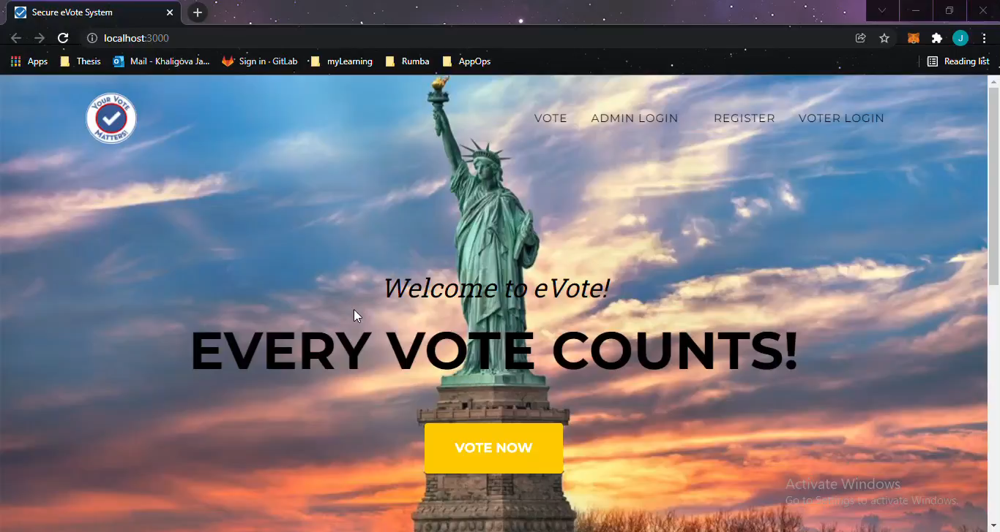 Secure eVote System
localhost:3000
J
Apps
Thesis
Mail - Khaligova Ja...
Sign in · GitLab
myLearning
Rumba
AppOps
Reading list
YOUR VOTE
MATTERS!
VOTE
ADMIN LOGIN
REGISTER
VOTER LOGIN
Welcome to eVote!
EVERY VOTE COUNTS!
VOTE NOW
Activate Windows
Go to Settings to activate Windows.